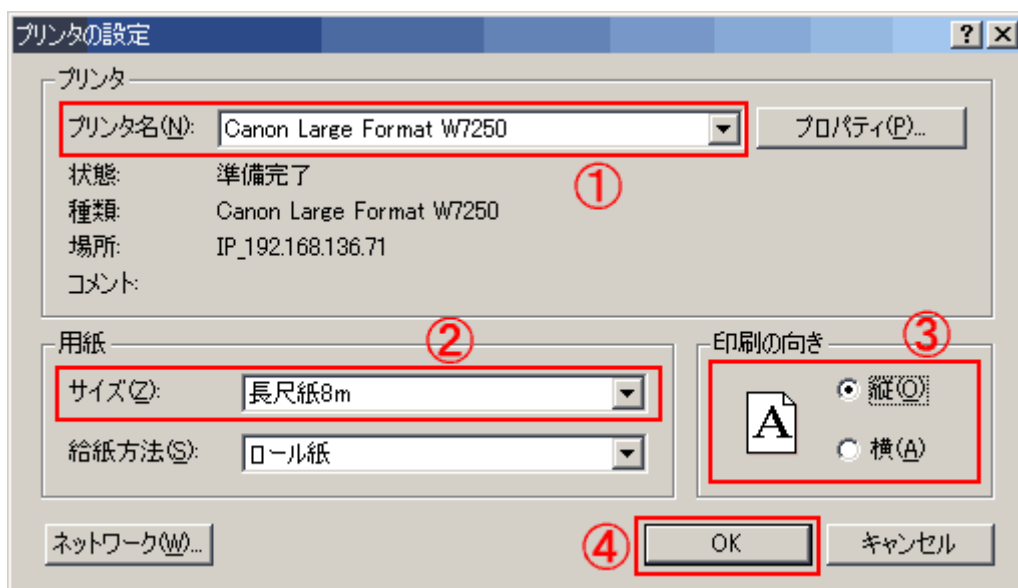 プリンタの設定
プリンタ
プリンタ名(N): Canon Large Format W7250 プロパティ(P)...
①
状態: 準備完了
種類: Canon Large Format W7250
場所: IP_192.168.136.71
コメント:
用紙
②
サイズ(Z): 長尺紙8m
給紙方法(S): ロール紙
印刷の向き
③
A
縦(O)
横(A)
ネットワーク(W)...
④
OK
キャンセル